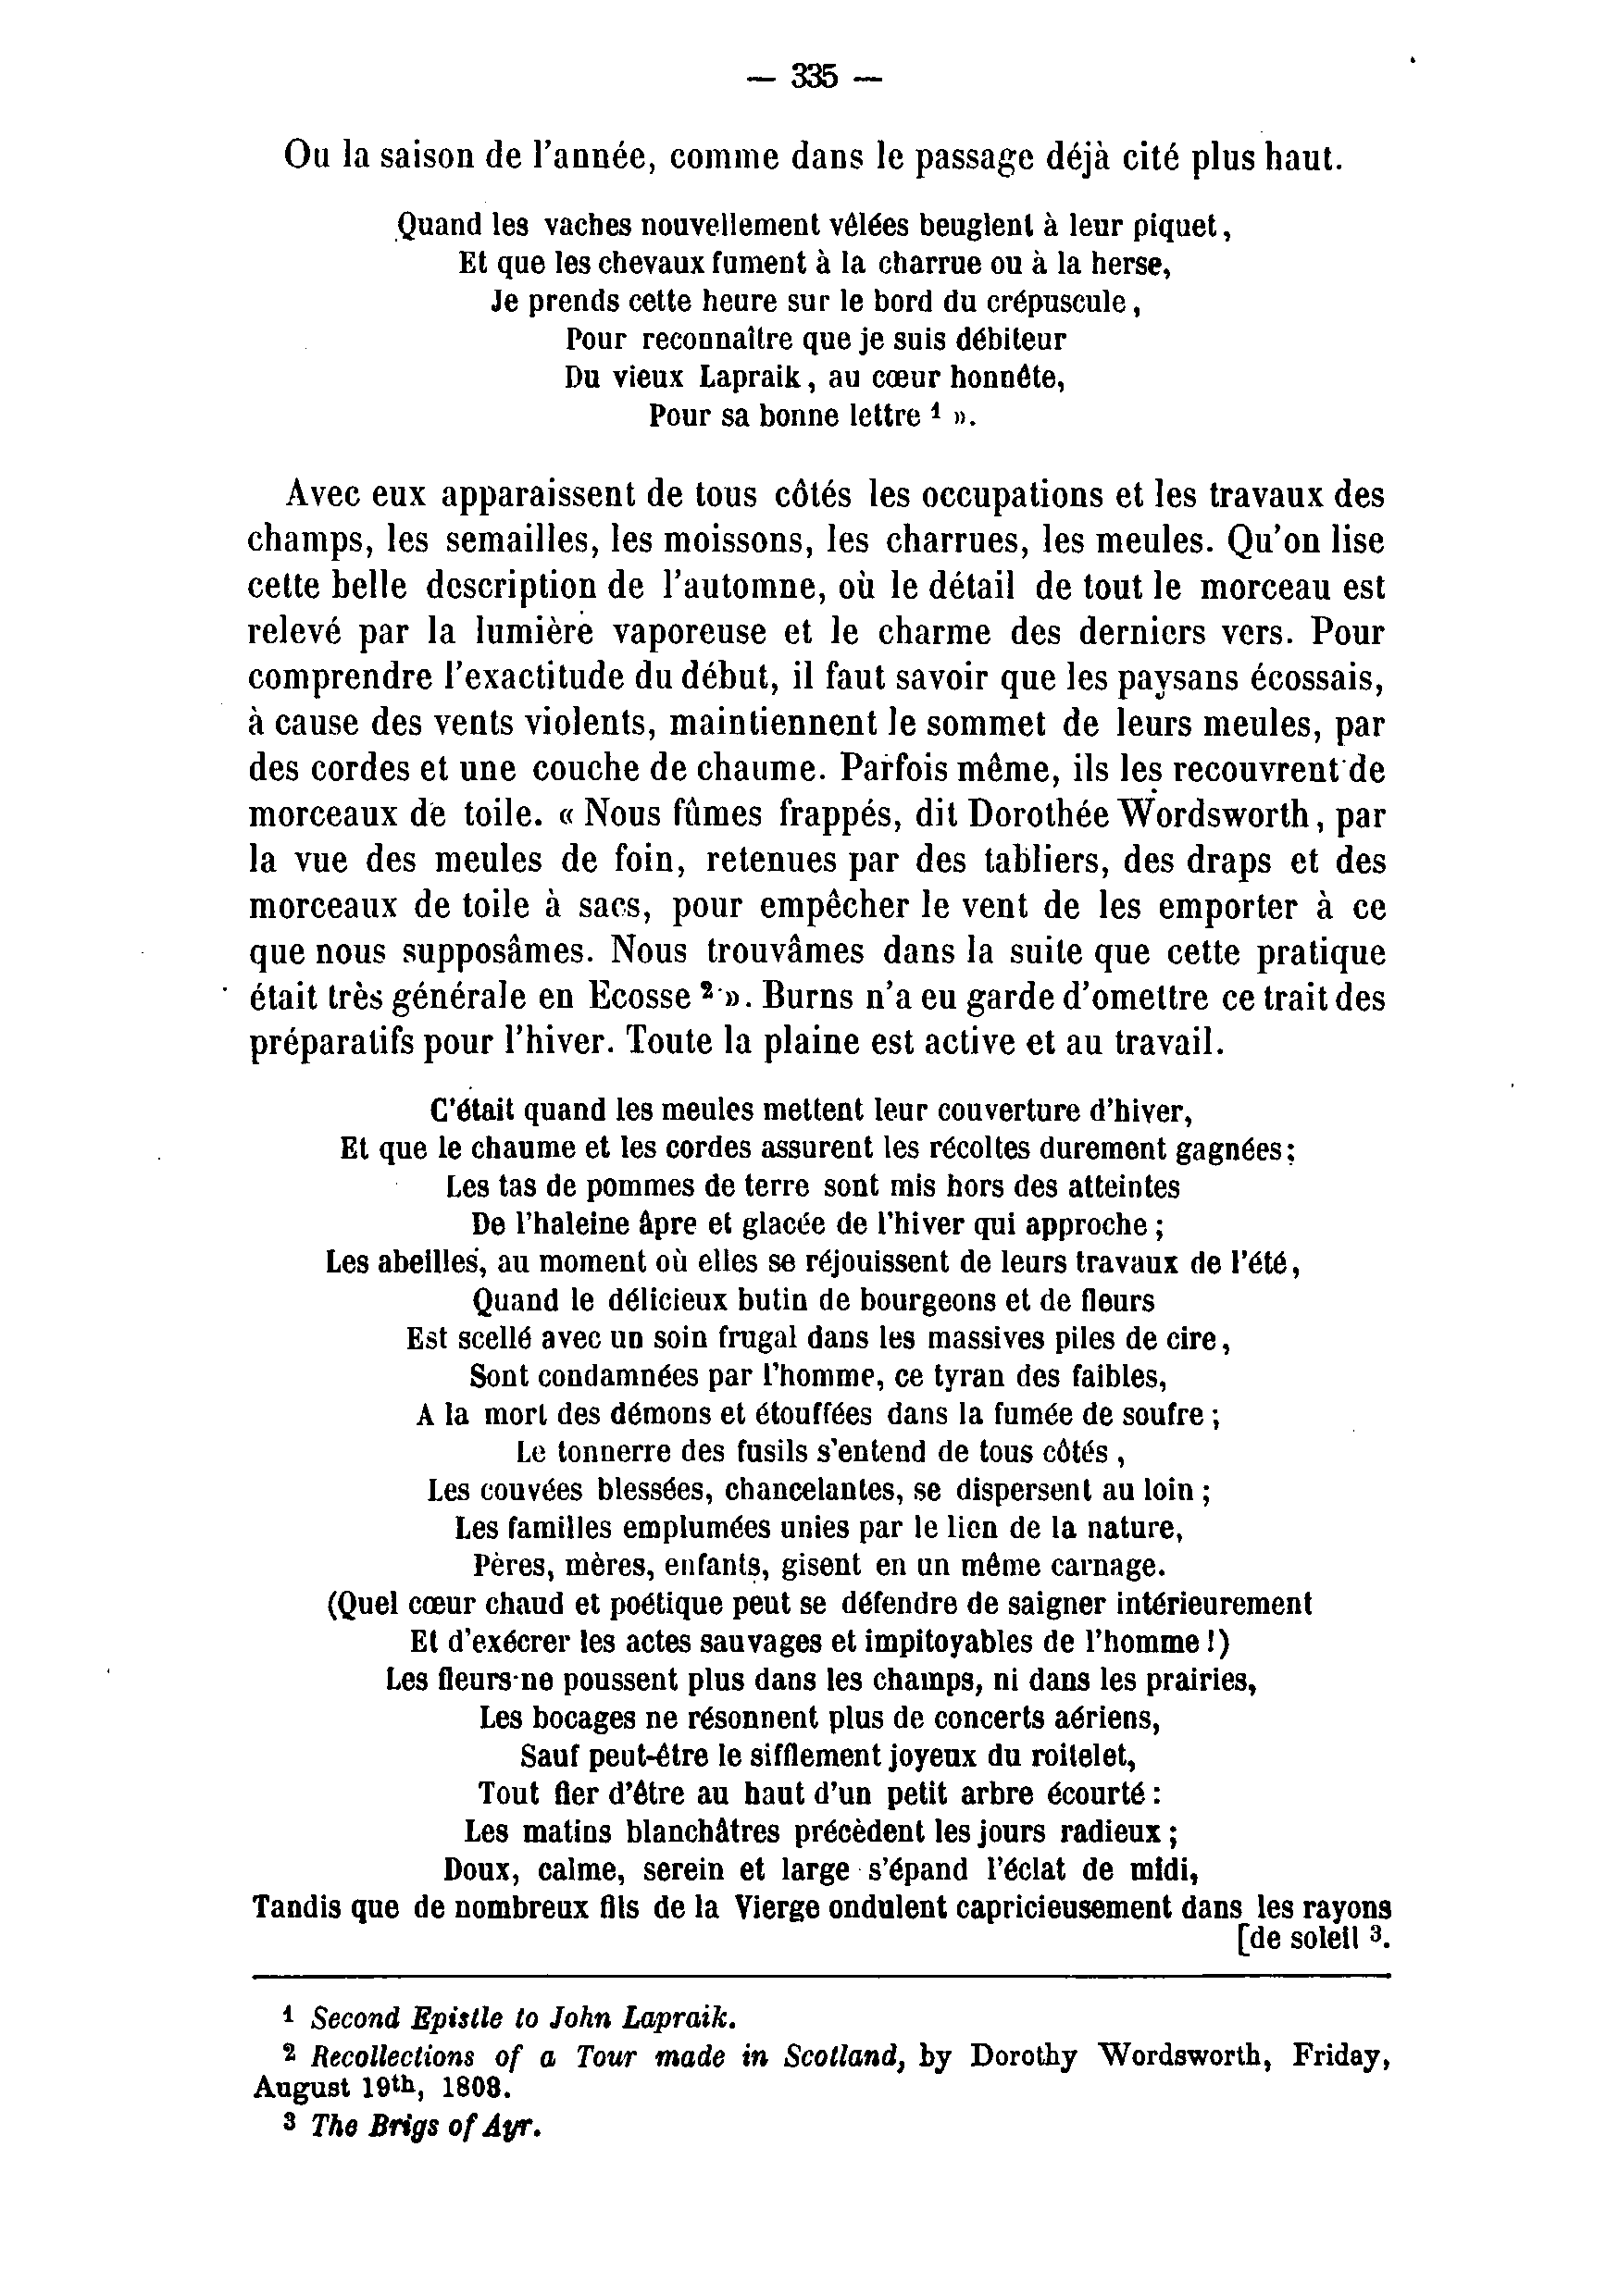 — 335 —
Ou la saison de l'année, comme dans le passage déjà cité plus haut.
Quand les vaches nouvellement vêlées beuglent à leur piquet,
Et que les chevaux fument à la charrue ou à la herse,
Je prends cette heure sur le bord du crépuscule,
Pour reconnaître que je suis débiteur
Du vieux Lapraik, au cœur honnête,
Pour sa bonne lettre ¹ ».
Avec eux apparaissent de tous côtés les occupations et les travaux des
champs, les semailles, les moissons, les charrues, les meules. Qu'on lise
cette belle description de l'automne, où le détail de tout le morceau est
relevé par la lumière vaporeuse et le charme des derniers vers. Pour
comprendre l'exactitude du début, il faut savoir que les paysans écossais,
à cause des vents violents, maintiennent le sommet de leurs meules, par
des cordes et une couche de chaume. Parfois même, ils les recouvrent de
morceaux de toile. « Nous fûmes frappés, dit Dorothée Wordsworth, par
la vue des meules de foin, retenues par des tabliers, des draps et des
morceaux de toile à sacs, pour empêcher le vent de les emporter à ce
que nous supposâmes. Nous trouvâmes dans la suite que cette pratique
était très générale en Ecosse ² ». Burns n'a eu garde d'omettre ce trait des
préparatifs pour l'hiver. Toute la plaine est active et au travail.
C'était quand les meules mettent leur couverture d'hiver,
Et que le chaume et les cordes assurent les récoltes durement gagnées;
Les tas de pommes de terre sont mis hors des atteintes
De l'haleine âpre et glacée de l'hiver qui approche ;
Les abeilles, au moment où elles se réjouissent de leurs travaux de l'été,
Quand le délicieux butin de bourgeons et de fleurs
Est scellé avec un soin frugal dans les massives piles de cire,
Sont condamnées par l'homme, ce tyran des faibles,
A la mort des démons et étouffées dans la fumée de soufre ;
Le tonnerre des fusils s'entend de tous côtés ,
Les couvées blessées, chancelantes, se dispersent au loin ;
Les familles emplumées unies par le lien de la nature,
Pères, mères, enfants, gisent en un même carnage.
(Quel cœur chaud et poétique peut se défendre de saigner intérieurement
Et d'exécrer les actes sauvages et impitoyables de l'homme !)
Les fleurs ne poussent plus dans les champs, ni dans les prairies,
Les bocages ne résonnent plus de concerts aériens,
Sauf peut-être le sifflement joyeux du roitelet,
Tout fier d'être au haut d'un petit arbre écourté :
Les matins blanchâtres précèdent les jours radieux ;
Doux, calme, serein et large s'épand l'éclat de midi,
Tandis que de nombreux fils de la Vierge ondulent capricieusement dans les rayons
[de soleil ³.
¹ Second Epistle to John Lapraik.
² Recollections of a Tour made in Scotland, by Dorothy Wordsworth, Friday,
August 19th, 1808.
³ The Brigs of Ayr.